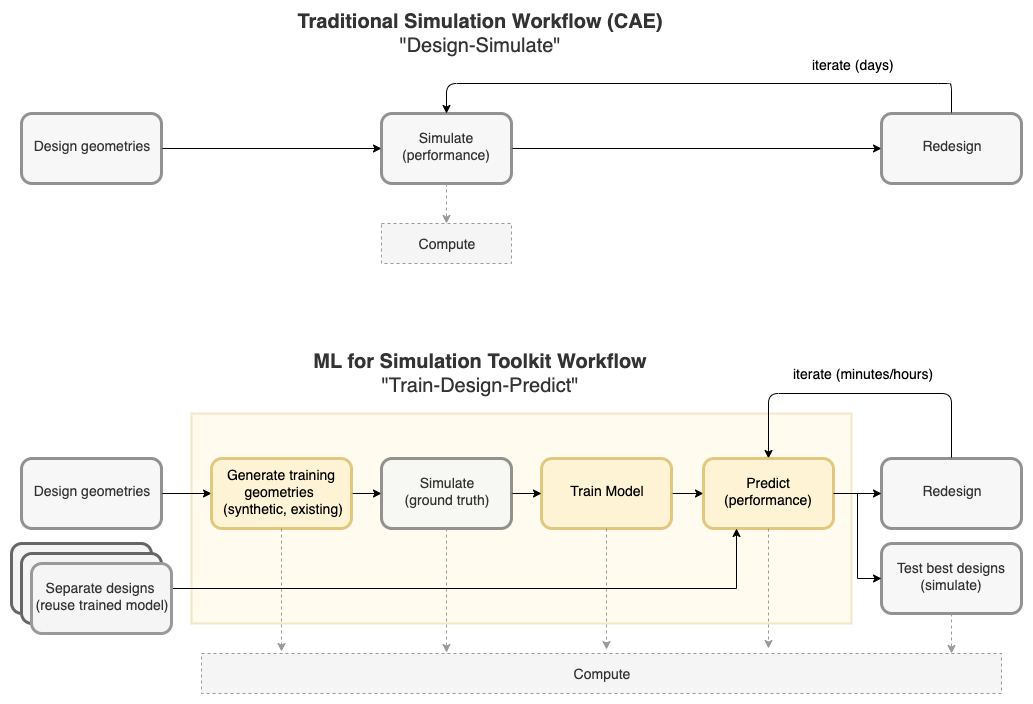 Traditional Simulation Workflow (CAE)
"Design-Simulate"
iterate (days)
Design geometries
Simulate
(performance)
Redesign
Compute
ML for Simulation Toolkit Workflow
"Train-Design-Predict"
iterate (minutes/hours)
Design geometries
Generate training
geometries
(synthetic, existing)
Simulate
(ground truth)
Train Model
Predict
(performance)
Redesign
Separate designs
(reuse trained model)
Test best designs
(simulate)
Compute